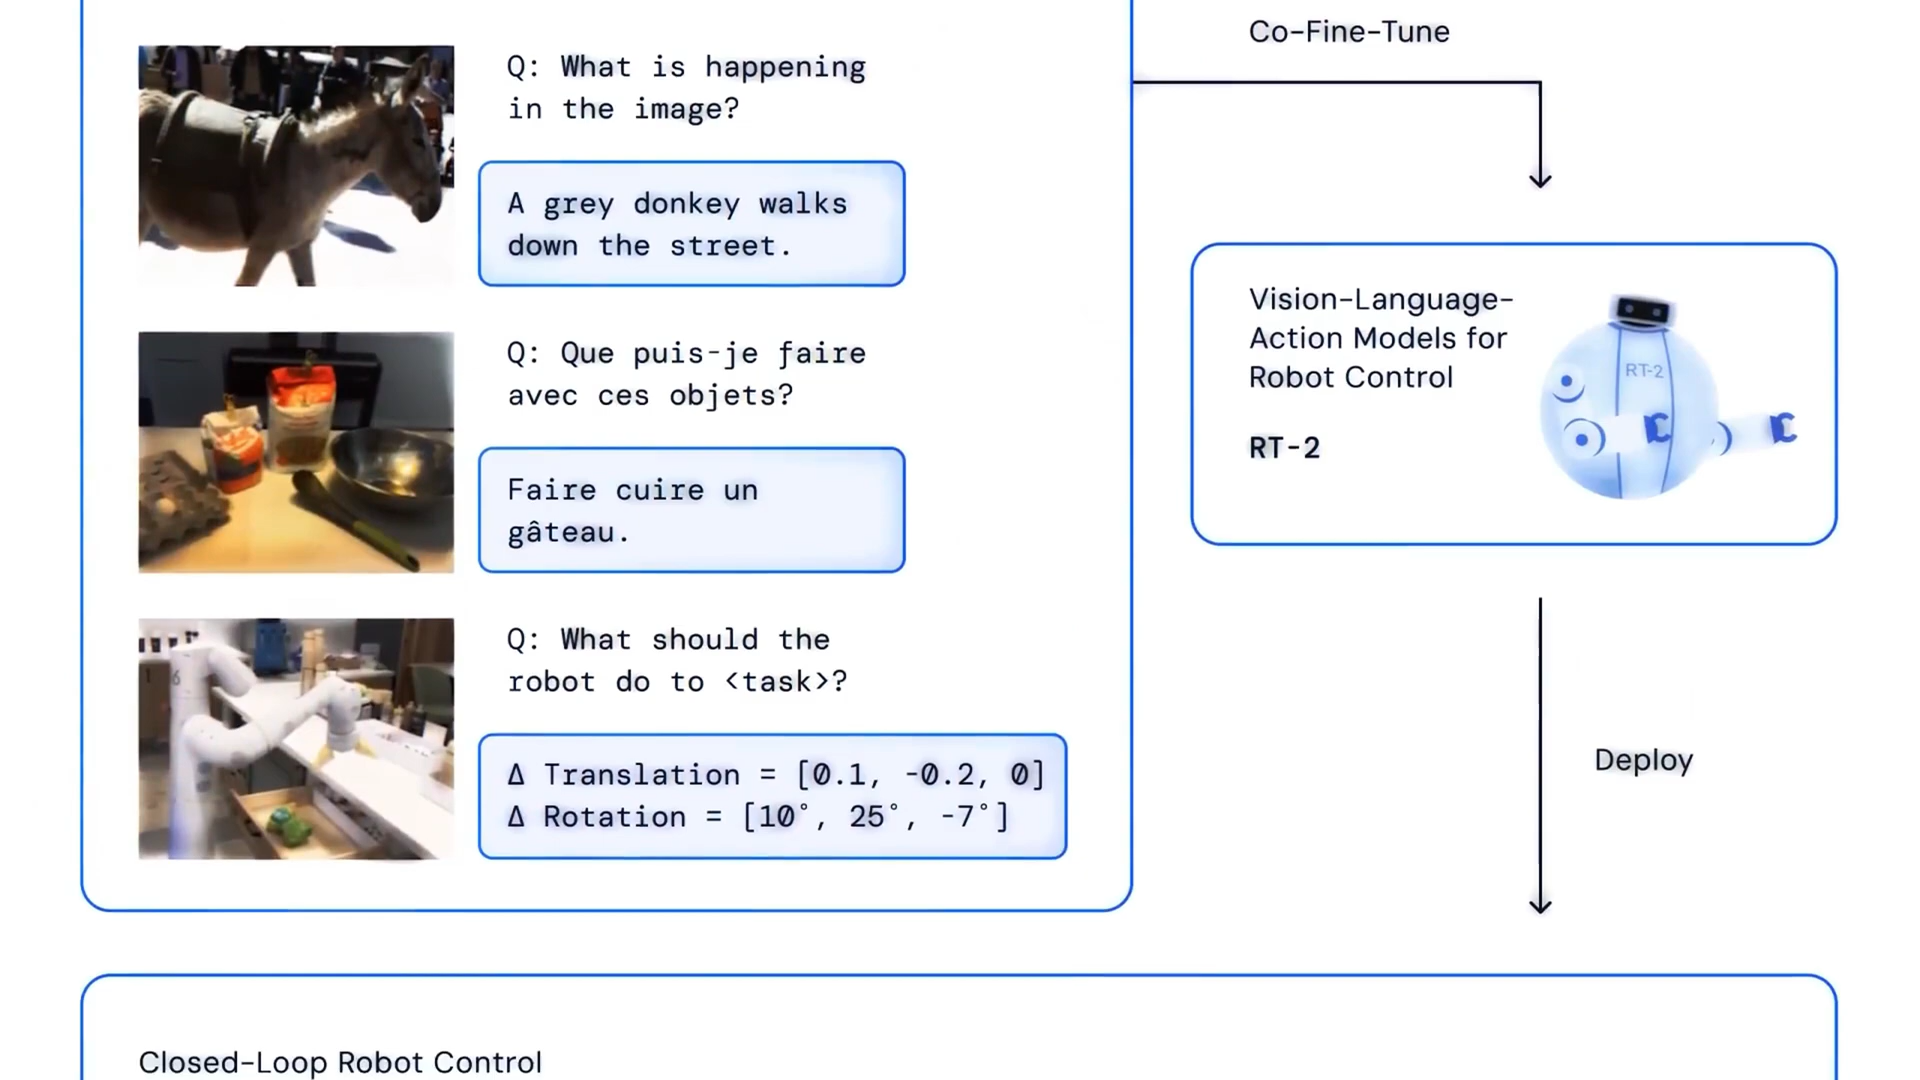 Co-Fine-Tune
Q: What is happening
in the image?
A grey donkey walks
down the street.
Q: Que puis-je faire
avec ces objets?
Faire cuire un
gâteau.
Q: What should the
robot do to <task>?
Δ Translation = [0.1, -0.2, 0]
Δ Rotation = [10°, 25°, -7°]
Vision-Language-
Action Models for
Robot Control
RT-2
RT-2
Deploy
Closed-Loop Robot Control